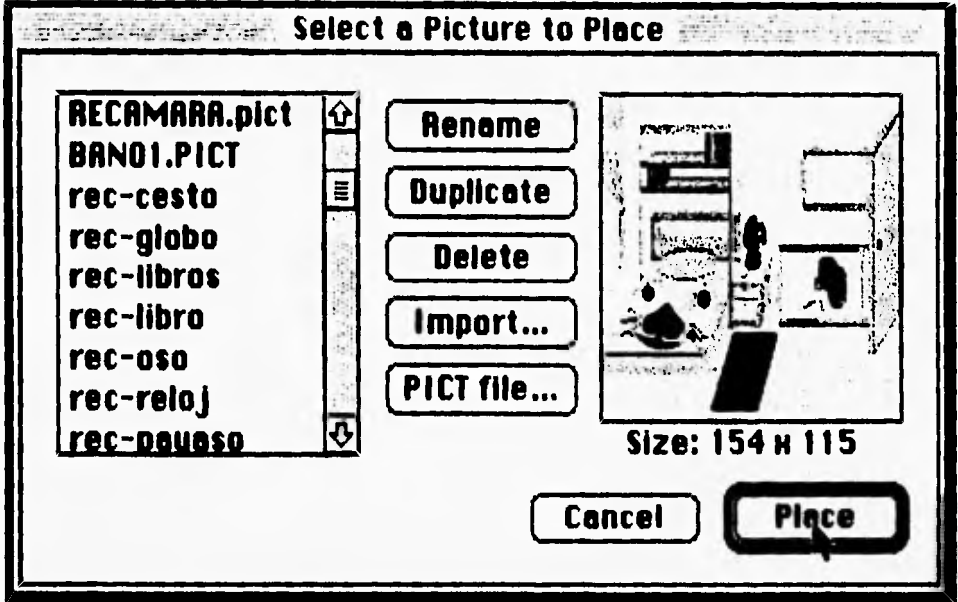 Select a Picture to Place
RECAMARA.pict
BANO1.PICT
rec-cesto
rec-globo
rec-libros
rec-libro
rec-oso
rec-reloj
rec-payaso
Rename
Duplicate
Delete
Import...
PICT file...
Size: 154 x 115
Cancel
Place